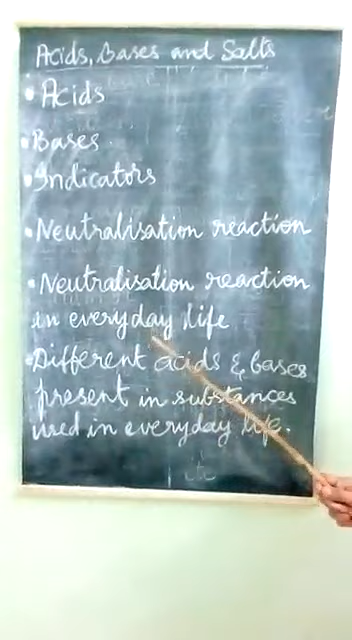 Acids, Bases and Salts
• Acids
• Bases
• Indicators
• Neutralisation reaction
• Neutralisation reaction
in everyday life
• Different acids & bases
present in substances
used in everyday life.